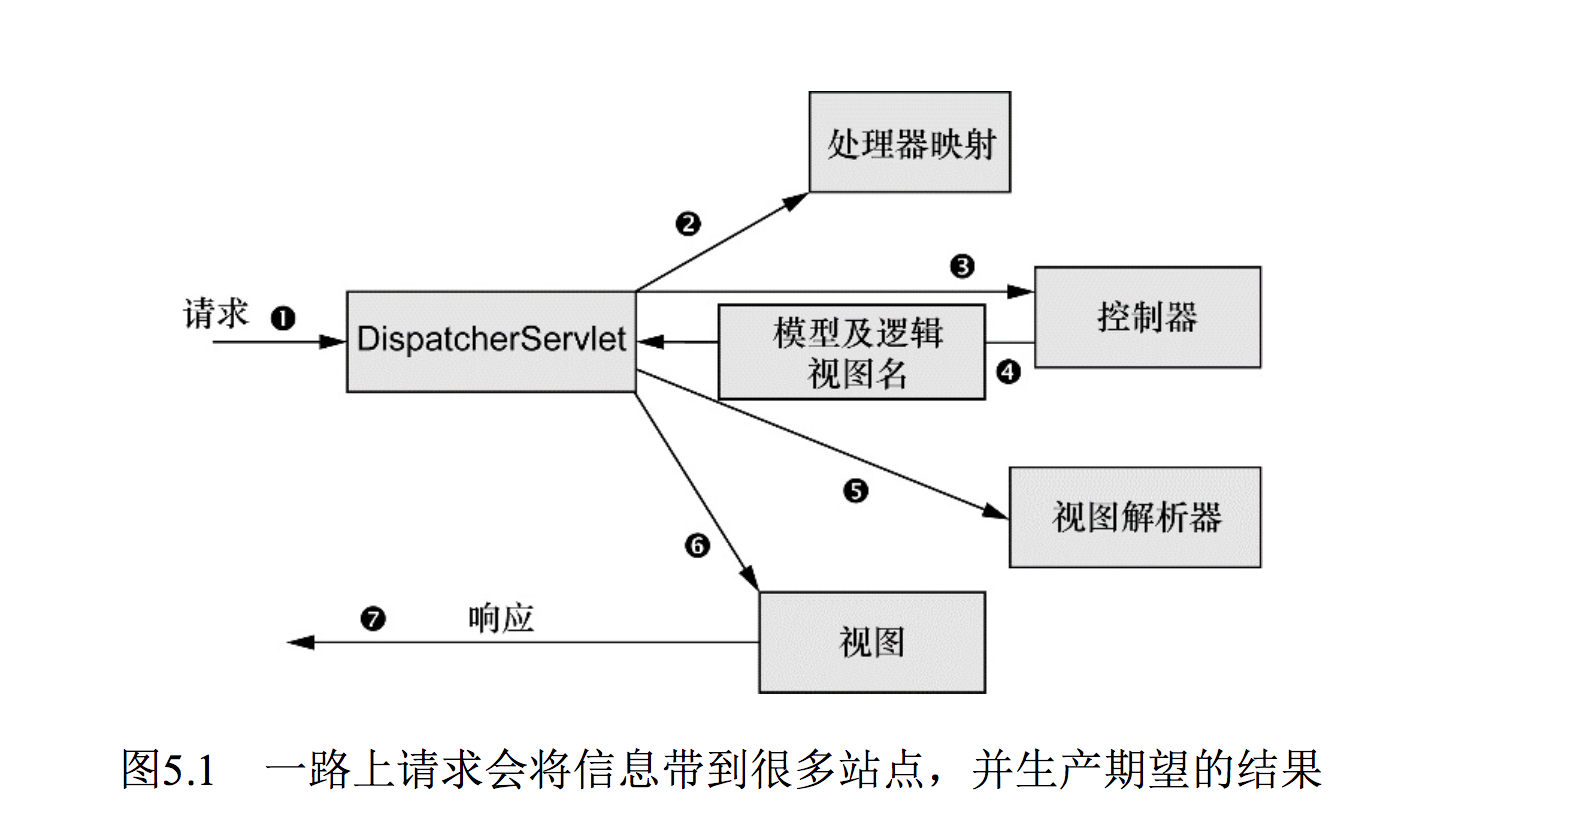 处理器映射
❷
❸
请求 ❶
DispatcherServlet
模型及逻辑
视图名
控制器
❹
❺
视图解析器
❻
❼ 响应
视图
图5.1 一路上请求会将信息带到很多站点，并生产期望的结果